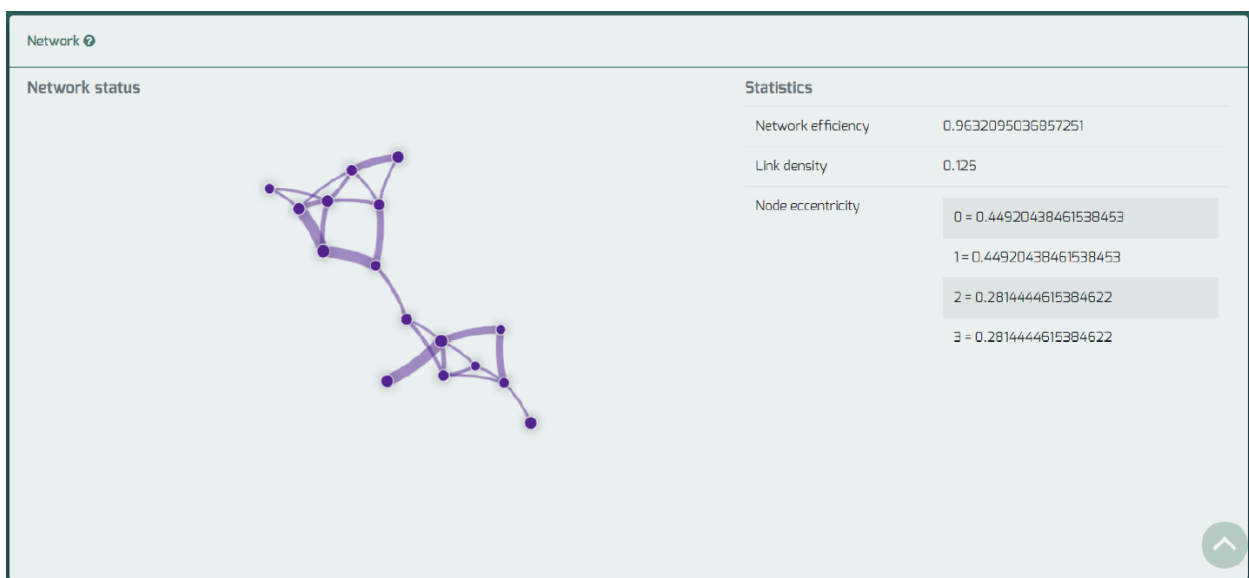 Network ?
Network status
Statistics
Network efficiency 0.9632095036857251
Link density 0.125
Node eccentricity 0 = 0.44920438461538453
1 = 0.44920438461538453
2 = 0.2814444615384622
3 = 0.2814444615384622